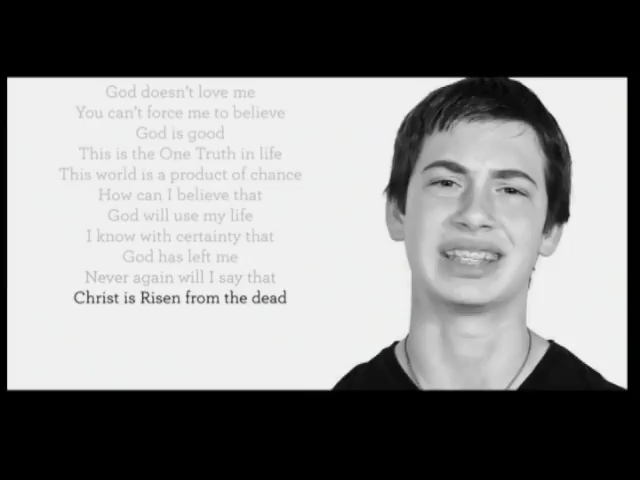 God doesn't love me
You can't force me to believe
God is good
This is the One Truth in life
This world is a product of chance
How can I believe that
God will use my life
I know with certainty that
God has left me
Never again will I say that
Christ is Risen from the dead